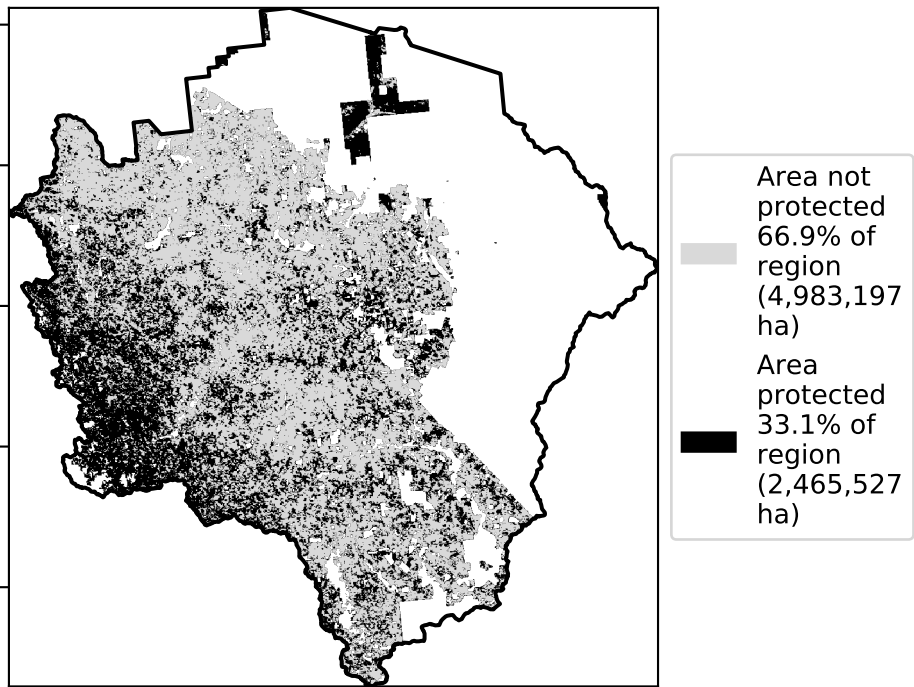 Area not
protected
66.9% of
region
(4,983,197
ha)
Area
protected
33.1% of
region
(2,465,527
ha)